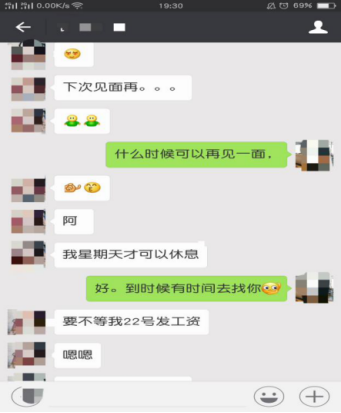 0.00K/s
19:30
69%
下次见面再。。。
什么时候可以再见一面，
阿
我星期天才可以休息
好。到时候有时间去找你
要不等我22号发工资
嗯嗯